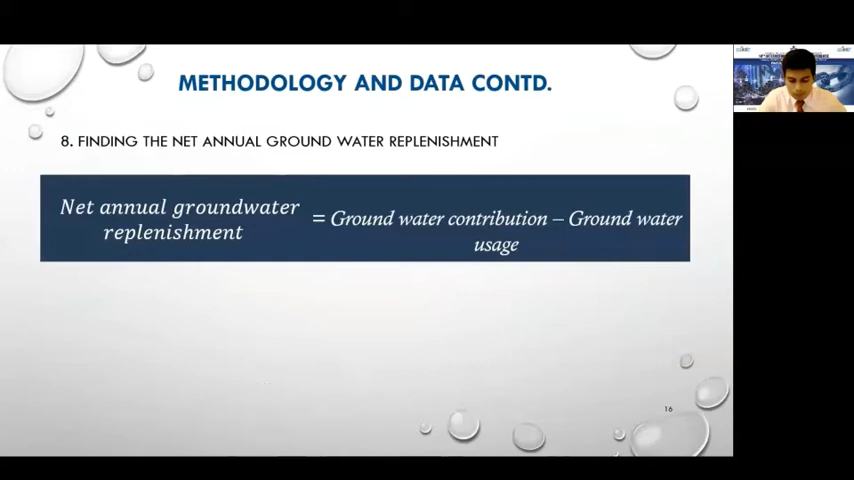 METHODOLOGY AND DATA CONTD.
8. FINDING THE NET ANNUAL GROUND WATER REPLENISHMENT
Net annual groundwater
replenishment
= Ground water contribution – Ground water
usage
16